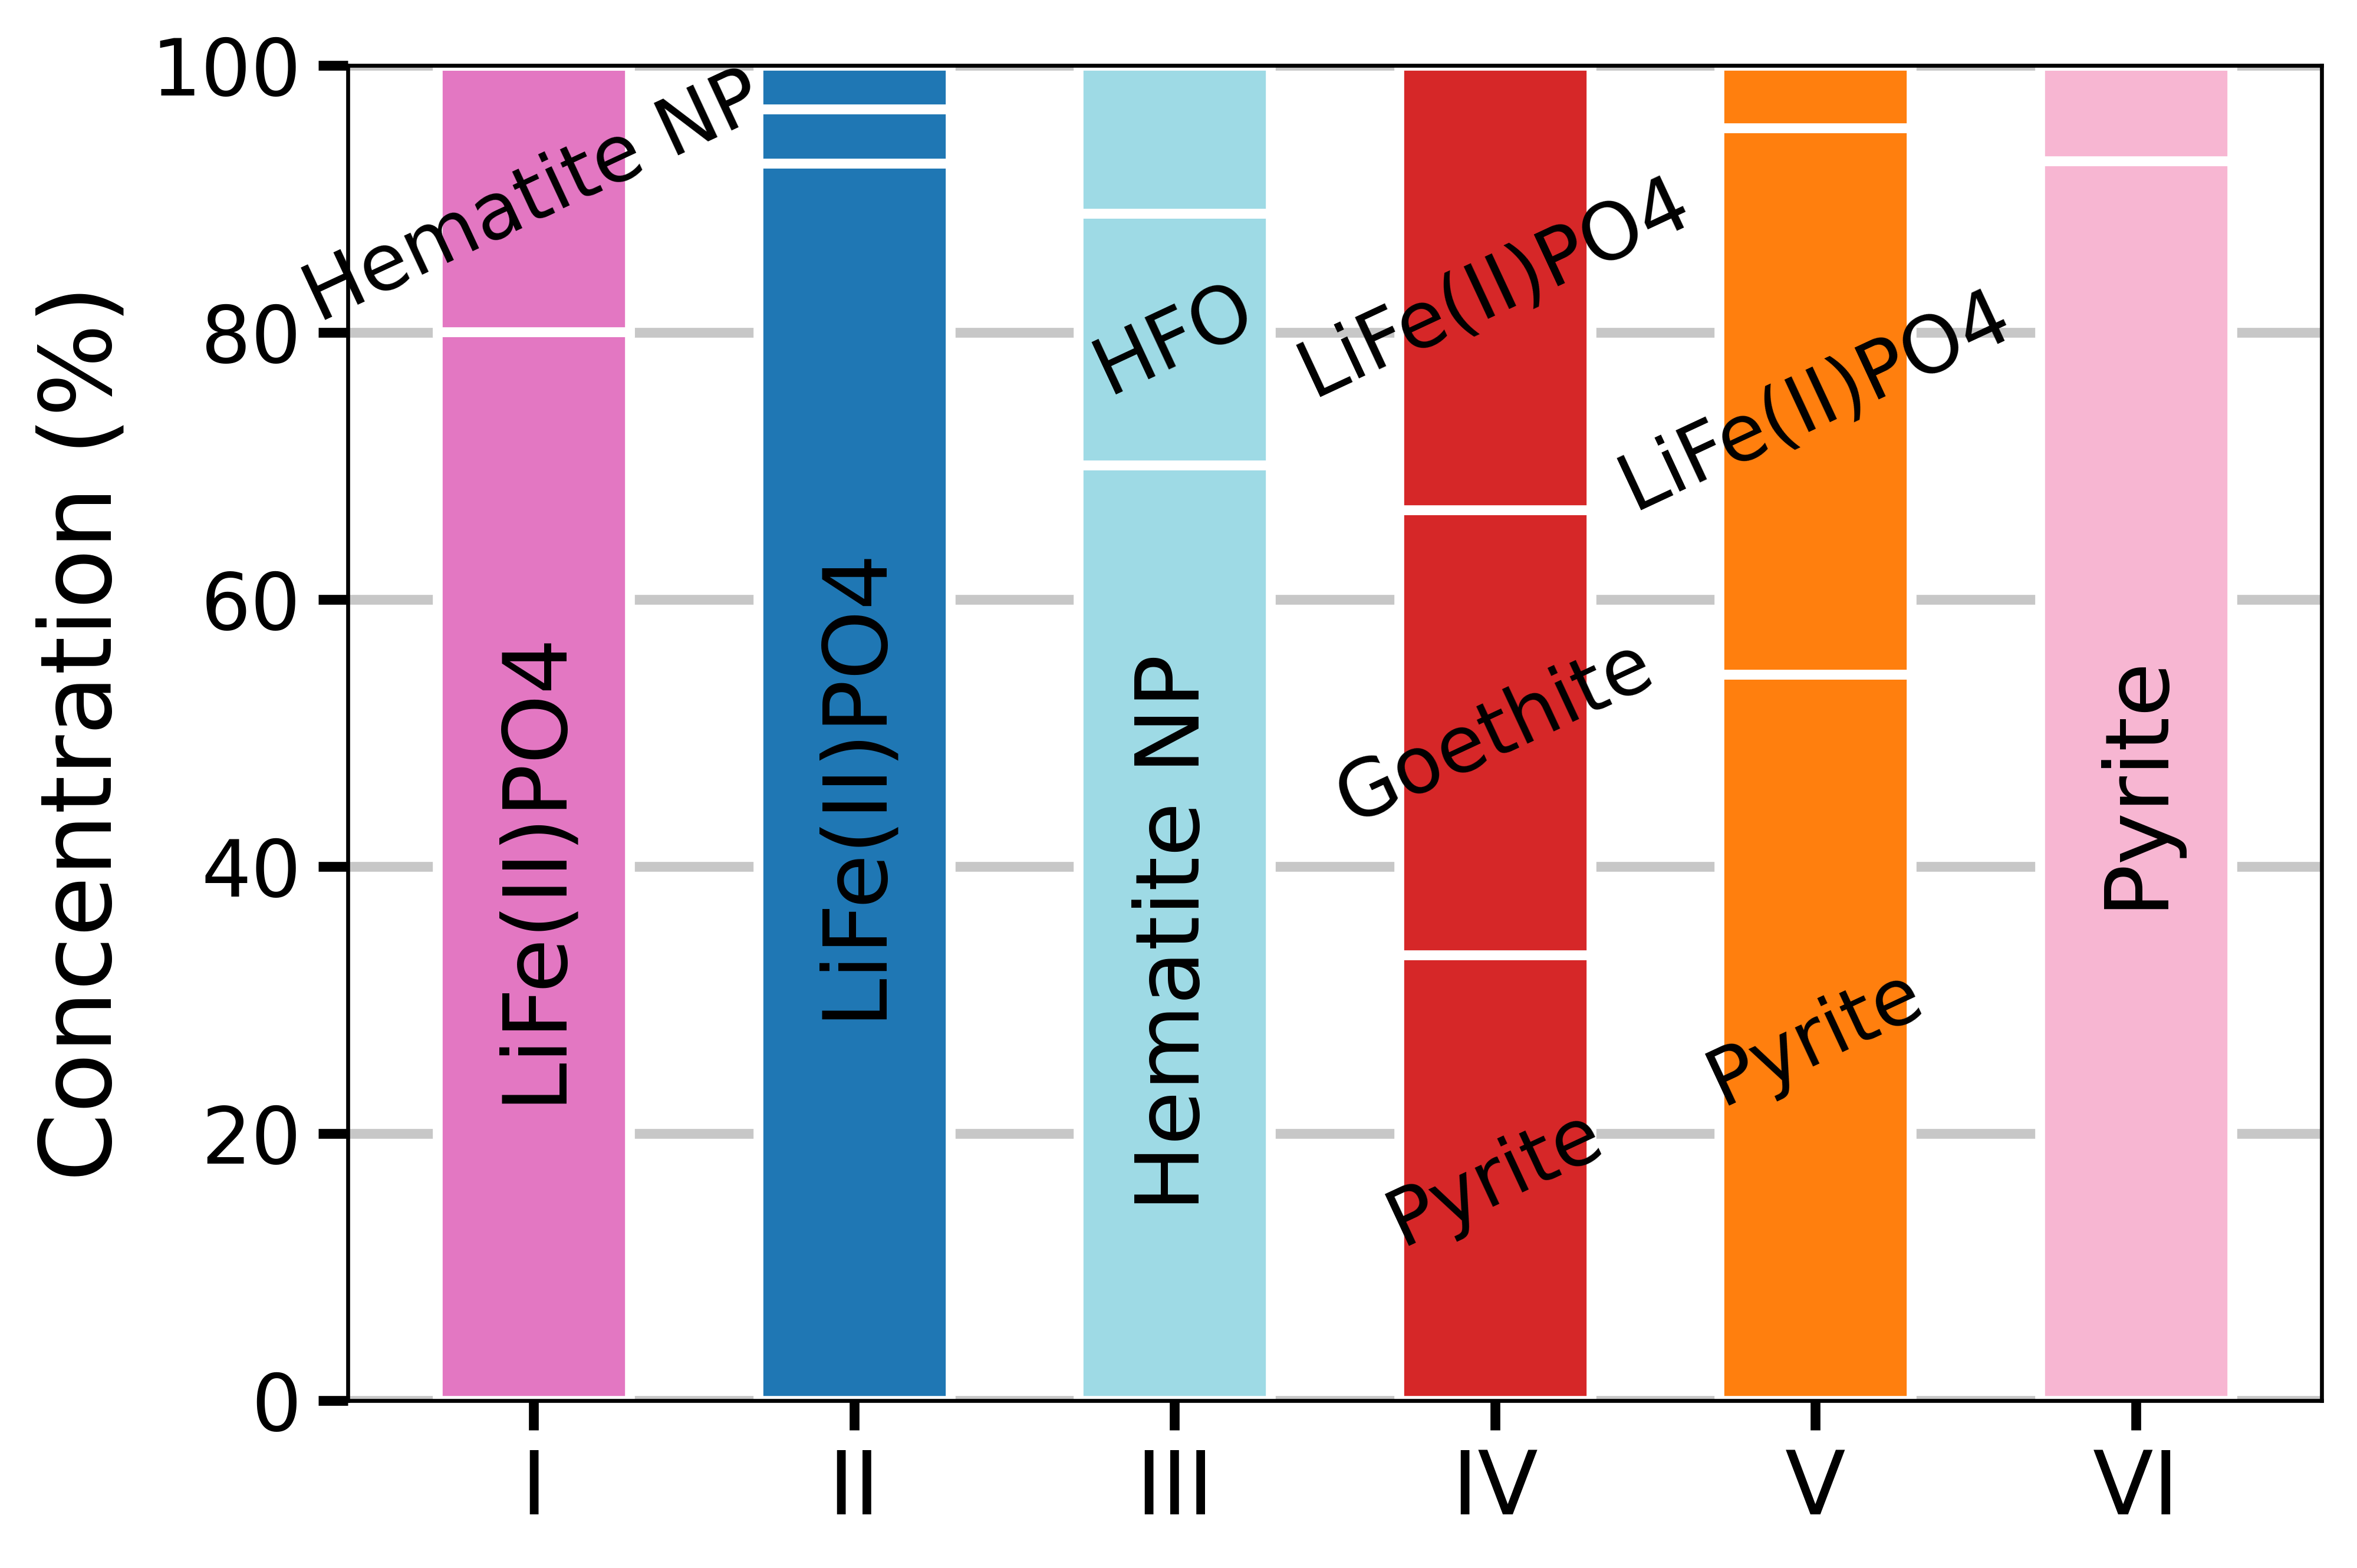 Concentration (%)
100
80
60
40
20
0
Hematite NP
LiFe(II)PO4
LiFe(II)PO4
HFO
Hematite NP
LiFe(II)PO4
Goethite
Pyrite
LiFe(II)PO4
Pyrite
Pyrite
I II III IV V VI